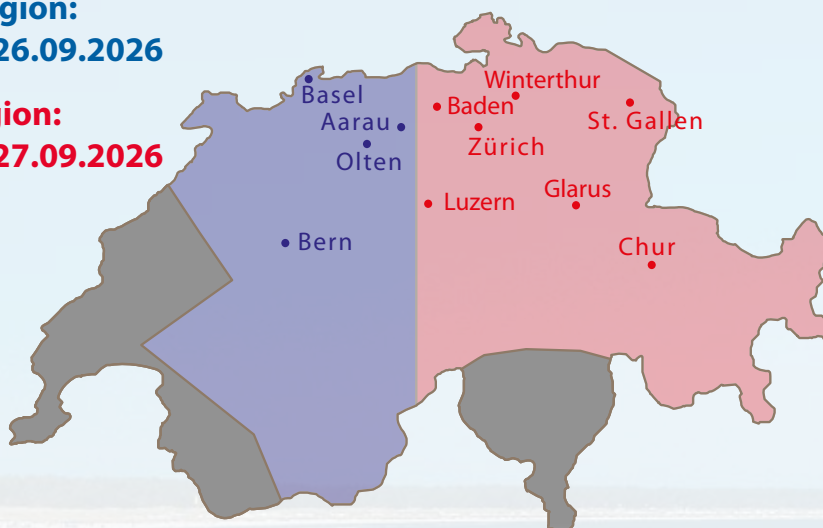 gion:
26.09.2026
gion:
27.09.2026
Basel
Aarau
Olten
Bern
Winterthur
Baden
St. Gallen
Zürich
Luzern
Glarus
Chur